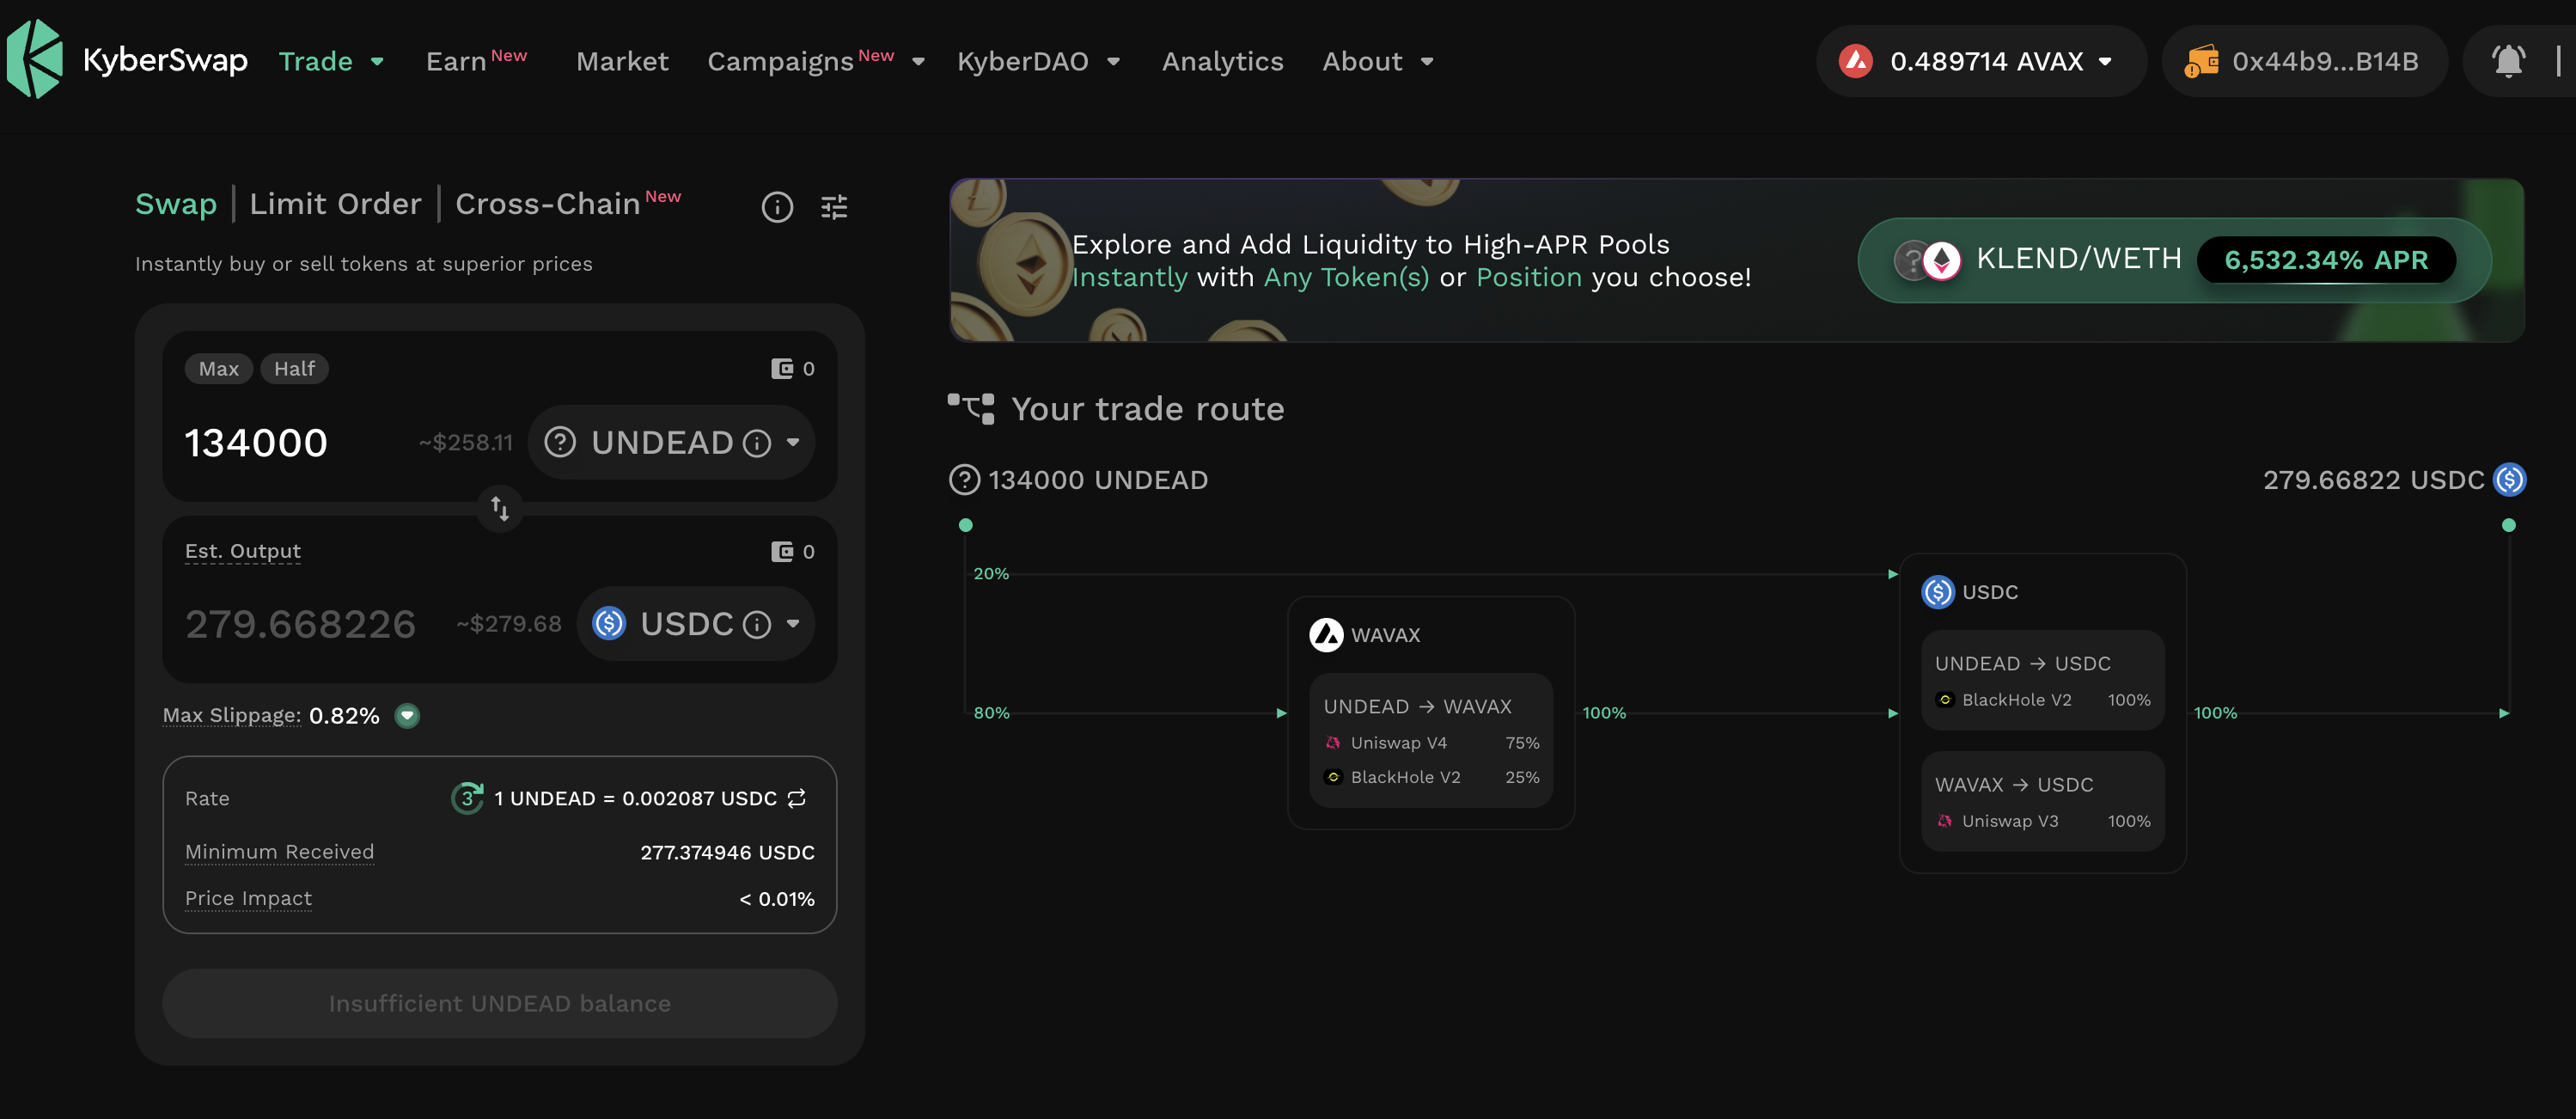 KyberSwap Trade Earn New Market Campaigns New KyberDAO Analytics About 0.489714 AVAX 0x44b9...B14B
Swap | Limit Order | Cross-Chain New
Instantly buy or sell tokens at superior prices
Max Half 0
134000 ~$258.11 UNDEAD
Est. Output 0
279.668226 ~$279.68 USDC
Max Slippage: 0.82%
Rate 3 1 UNDEAD = 0.002087 USDC
Minimum Received 277.374946 USDC
Price Impact < 0.01%
Insufficient UNDEAD balance
Explore and Add Liquidity to High-APR Pools
Instantly with Any Token(s) or Position you choose!
KLEND/WETH 6,532.34% APR
Your trade route
134000 UNDEAD 279.66822 USDC
20%
80%
WAVAX
UNDEAD → WAVAX
Uniswap V4 75%
BlackHole V2 25%
100%
USDC
UNDEAD → USDC
BlackHole V2 100%
WAVAX → USDC
Uniswap V3 100%
100%